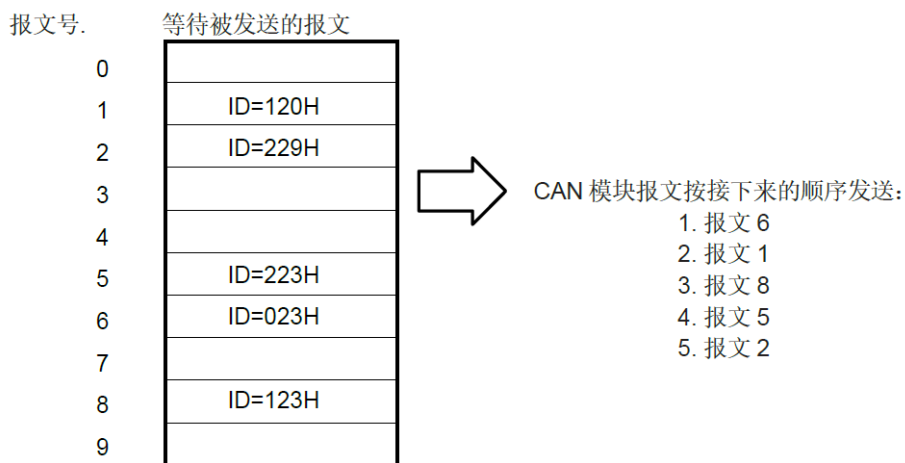 报文号. 等待被发送的报文
0
1 ID=120H
2 ID=229H
3
4
5 ID=223H
6 ID=023H
7
8 ID=123H
9
CAN 模块报文按接下来的顺序发送：
1. 报文 6
2. 报文 1
3. 报文 8
4. 报文 5
5. 报文 2